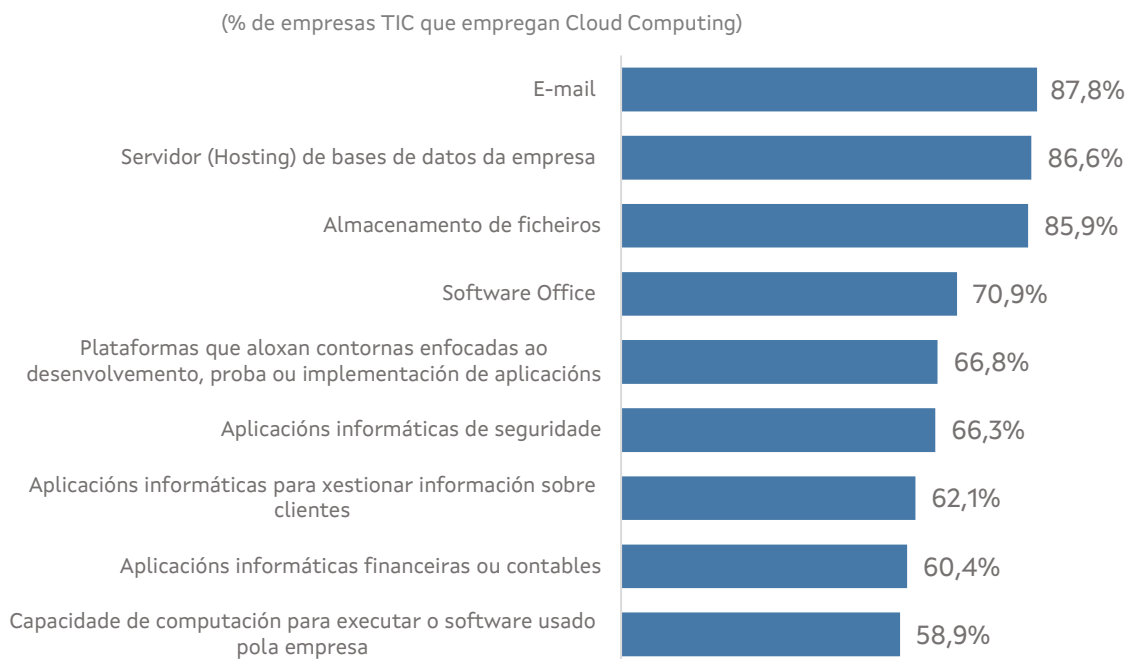 (% de empresas TIC que empregan Cloud Computing)
E-mail
87,8%
Servidor (Hosting) de bases de datos da empresa
86,6%
Almacenamento de ficheiros
85,9%
Software Office
70,9%
Plataformas que aloxan contornas enfocadas ao
desenvolvemento, proba ou implementación de aplicacións
66,8%
Aplicacións informáticas de seguridade
66,3%
Aplicacións informáticas para xestionar información sobre
clientes
62,1%
Aplicacións informáticas financeiras ou contables
60,4%
Capacidade de computación para executar o software usado
pola empresa
58,9%